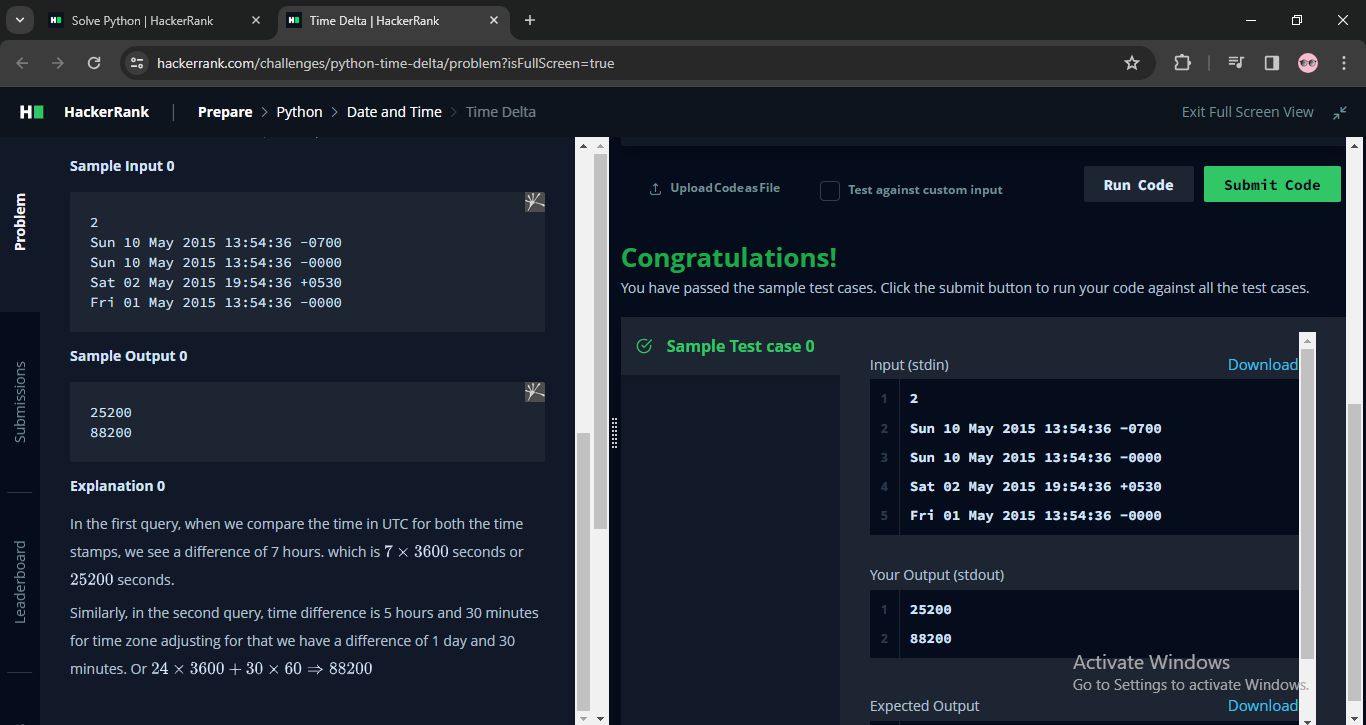 Solve Python | HackerRank
Time Delta | HackerRank
hackerrank.com/challenges/python-time-delta/problem?isFullScreen=true
HackerRank | Prepare > Python > Date and Time > Time Delta
Exit Full Screen View
Problem
Submissions
Leaderboard
Sample Input 0
2
Sun 10 May 2015 13:54:36 -0700
Sun 10 May 2015 13:54:36 -0000
Sat 02 May 2015 19:54:36 +0530
Fri 01 May 2015 13:54:36 -0000
Sample Output 0
25200
88200
Explanation 0
In the first query, when we compare the time in UTC for both the time
stamps, we see a difference of 7 hours. which is 7 × 3600 seconds or
25200 seconds.
Similarly, in the second query, time difference is 5 hours and 30 minutes
for time zone adjusting for that we have a difference of 1 day and 30
minutes. Or 24 × 3600 + 30 × 60 ⇒ 88200
Upload Code as File
Test against custom input
Run Code
Submit Code
Congratulations!
You have passed the sample test cases. Click the submit button to run your code against all the test cases.
Sample Test case 0
Input (stdin)
Download
1 2
2 Sun 10 May 2015 13:54:36 -0700
3 Sun 10 May 2015 13:54:36 -0000
4 Sat 02 May 2015 19:54:36 +0530
5 Fri 01 May 2015 13:54:36 -0000
Your Output (stdout)
1 25200
2 88200
Activate Windows
Go to Settings to activate Windows.
Expected Output
Download